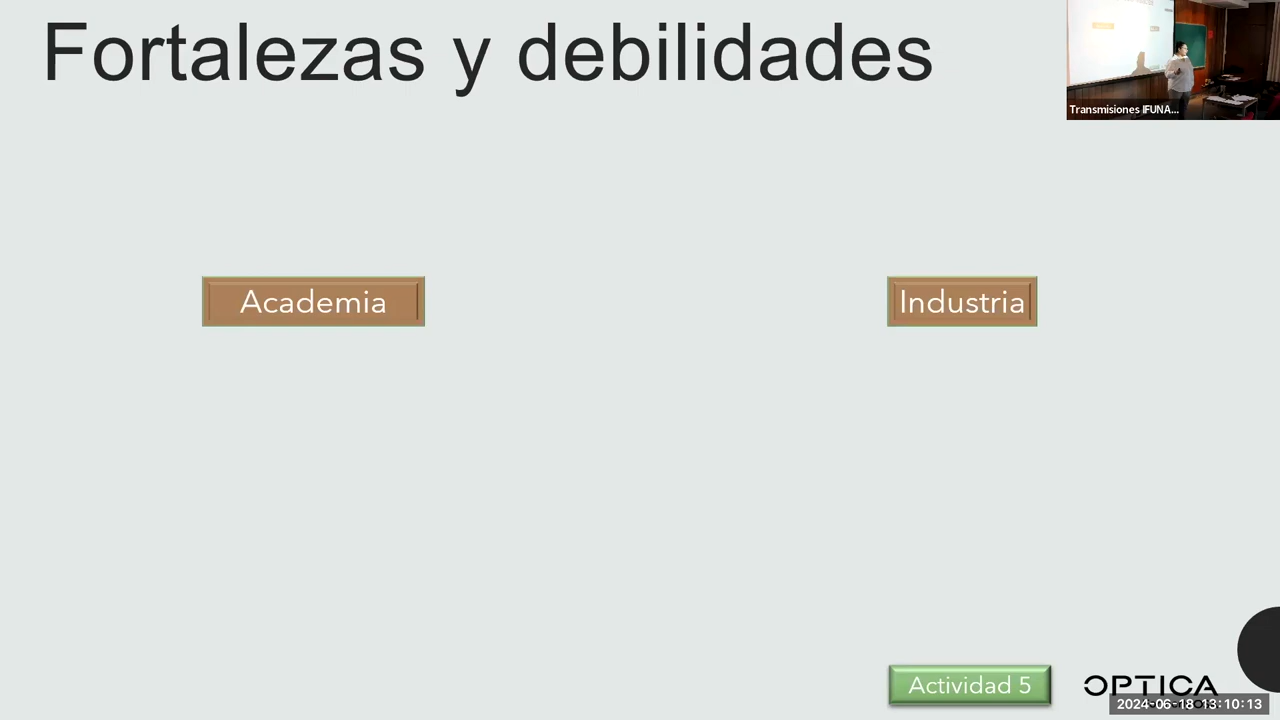 Fortalezas y debilidades
Transmisiones IFUNA...
Academia
Industria
Actividad 5
OPTICA
2024-06-18 13:10:13